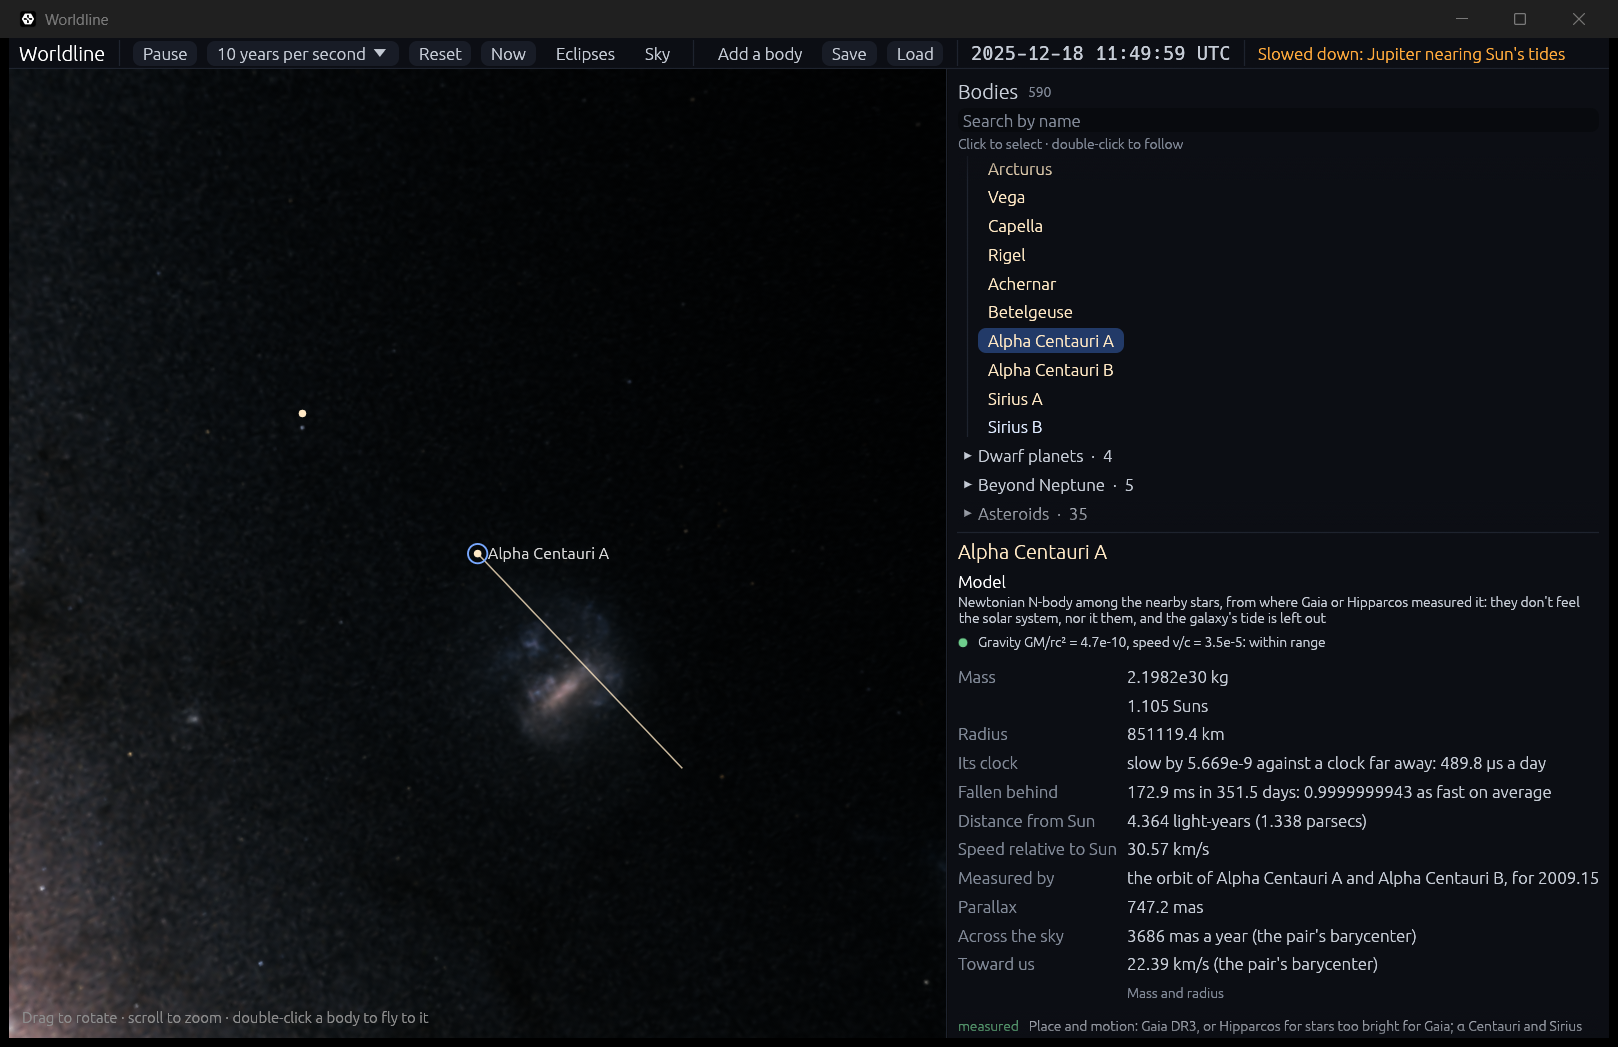 Worldline
Worldline Pause 10 years per second Reset Now Eclipses Sky Add a body Save Load 2025-12-18 11:49:59 UTC Slowed down: Jupiter nearing Sun's tides
Bodies 590
Search by name
Click to select · double-click to follow
Arcturus
Vega
Capella
Rigel
Achernar
Betelgeuse
Alpha Centauri A
Alpha Centauri B
Sirius A
Sirius B
Dwarf planets · 4
Beyond Neptune · 5
Asteroids · 35
Alpha Centauri A
Alpha Centauri A
Model
Newtonian N-body among the nearby stars, from where Gaia or Hipparcos measured it: they don't feel
the solar system, nor it them, and the galaxy's tide is left out
Gravity GM/rc² = 4.7e-10, speed v/c = 3.5e-5: within range
Mass 2.1982e30 kg
1.105 Suns
Radius 851119.4 km
Its clock slow by 5.669e-9 against a clock far away: 489.8 µs a day
Fallen behind 172.9 ms in 351.5 days: 0.9999999943 as fast on average
Distance from Sun 4.364 light-years (1.338 parsecs)
Speed relative to Sun 30.57 km/s
Measured by the orbit of Alpha Centauri A and Alpha Centauri B, for 2009.15
Parallax 747.2 mas
Across the sky 3686 mas a year (the pair's barycenter)
Toward us 22.39 km/s (the pair's barycenter)
Mass and radius
measured Place and motion: Gaia DR3, or Hipparcos for stars too bright for Gaia; α Centauri and Sirius
Drag to rotate · scroll to zoom · double-click a body to fly to it